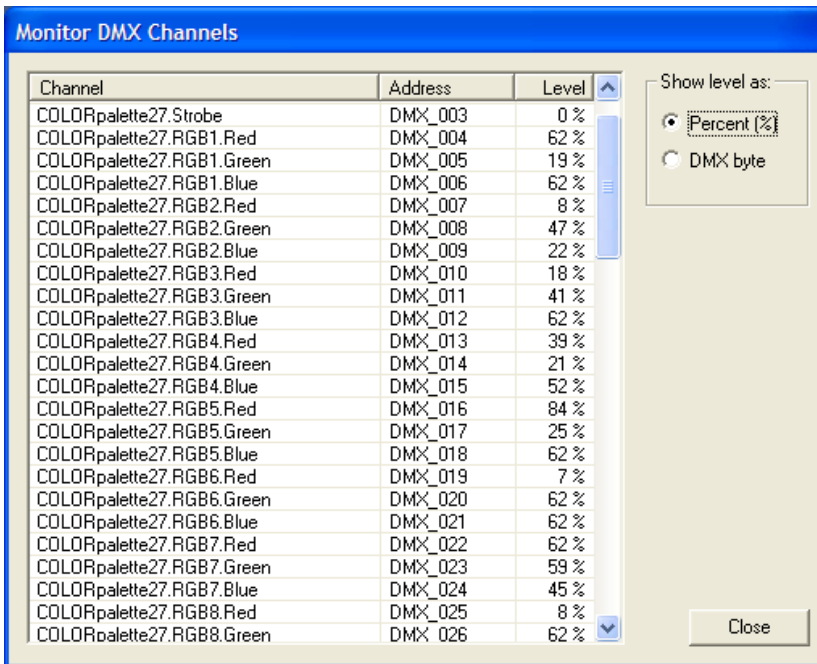 Monitor DMX Channels
Channel Address Level
COLORpalette27.Strobe DMX_003 0 %
COLORpalette27.RGB1.Red DMX_004 62 %
COLORpalette27.RGB1.Green DMX_005 19 %
COLORpalette27.RGB1.Blue DMX_006 62 %
COLORpalette27.RGB2.Red DMX_007 8 %
COLORpalette27.RGB2.Green DMX_008 47 %
COLORpalette27.RGB2.Blue DMX_009 22 %
COLORpalette27.RGB3.Red DMX_010 18 %
COLORpalette27.RGB3.Green DMX_011 41 %
COLORpalette27.RGB3.Blue DMX_012 62 %
COLORpalette27.RGB4.Red DMX_013 39 %
COLORpalette27.RGB4.Green DMX_014 21 %
COLORpalette27.RGB4.Blue DMX_015 52 %
COLORpalette27.RGB5.Red DMX_016 84 %
COLORpalette27.RGB5.Green DMX_017 25 %
COLORpalette27.RGB5.Blue DMX_018 62 %
COLORpalette27.RGB6.Red DMX_019 7 %
COLORpalette27.RGB6.Green DMX_020 62 %
COLORpalette27.RGB6.Blue DMX_021 62 %
COLORpalette27.RGB7.Red DMX_022 62 %
COLORpalette27.RGB7.Green DMX_023 59 %
COLORpalette27.RGB7.Blue DMX_024 45 %
COLORpalette27.RGB8.Red DMX_025 8 %
COLORpalette27.RGB8.Green DMX_026 62 %
Show level as:
Percent (%)
DMX byte
Close